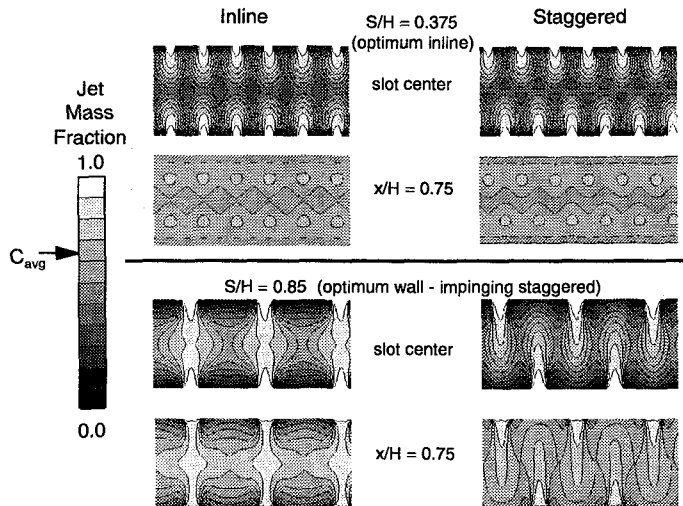 Inline
S/H = 0.375
(optimum inline)
Staggered
slot center
Jet
Mass
Fraction
1.0
x/H = 0.75
Cavg
S/H = 0.85 (optimum wall - impinging staggered)
slot center
0.0
x/H = 0.75